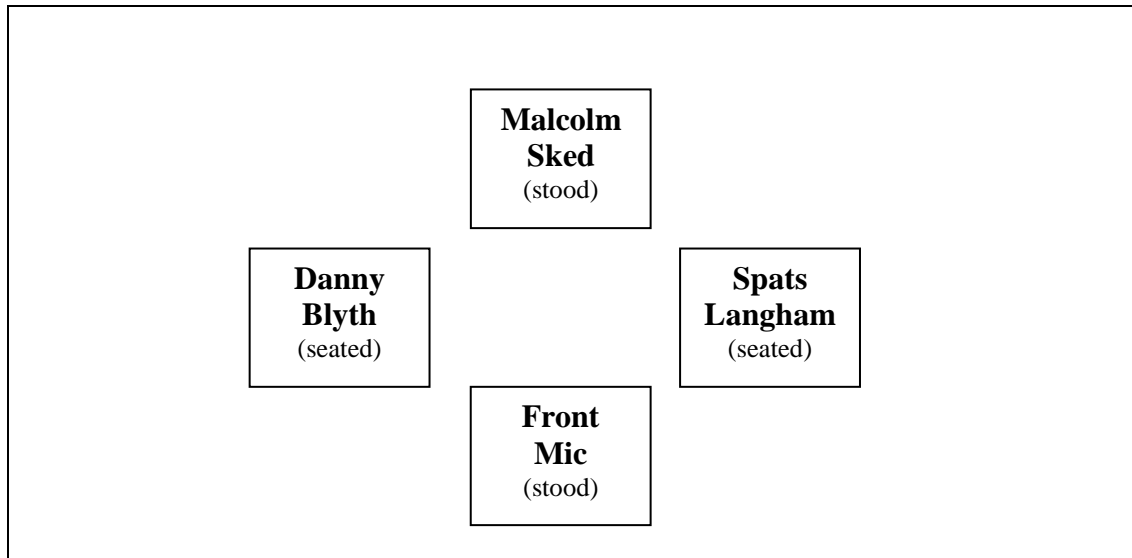 Malcolm
Sked
(stood)
Danny
Blyth
(seated)
Spats
Langham
(seated)
Front
Mic
(stood)